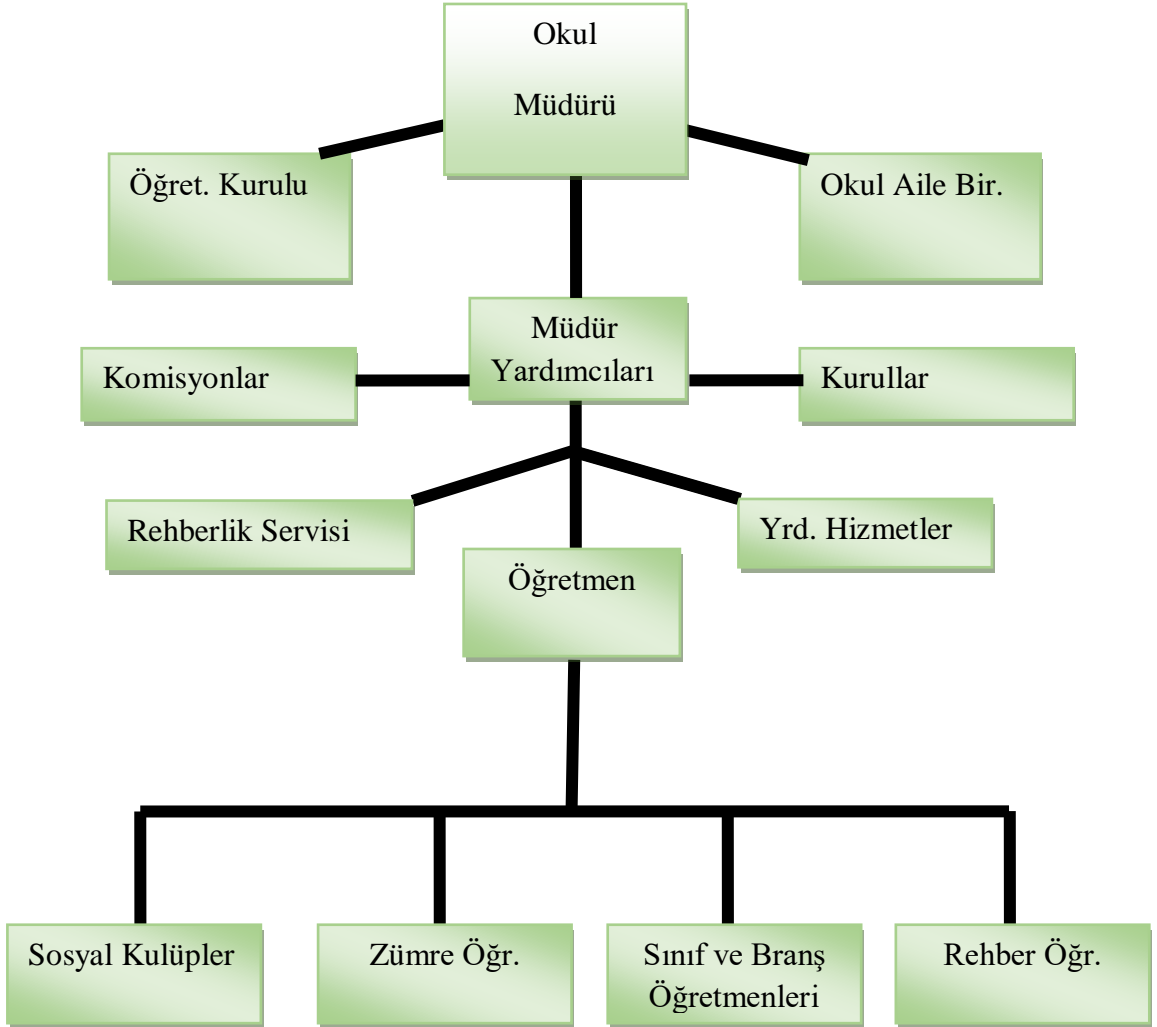 Okul
Müdürü
Öğret. Kurulu
Okul Aile Bir.
Müdür
Yardımcıları
Komisyonlar
Kurullar
Rehberlik Servisi
Yrd. Hizmetler
Öğretmen
Sosyal Kulüpler
Zümre Öğr.
Sınıf ve Branş
Öğretmenleri
Rehber Öğr.